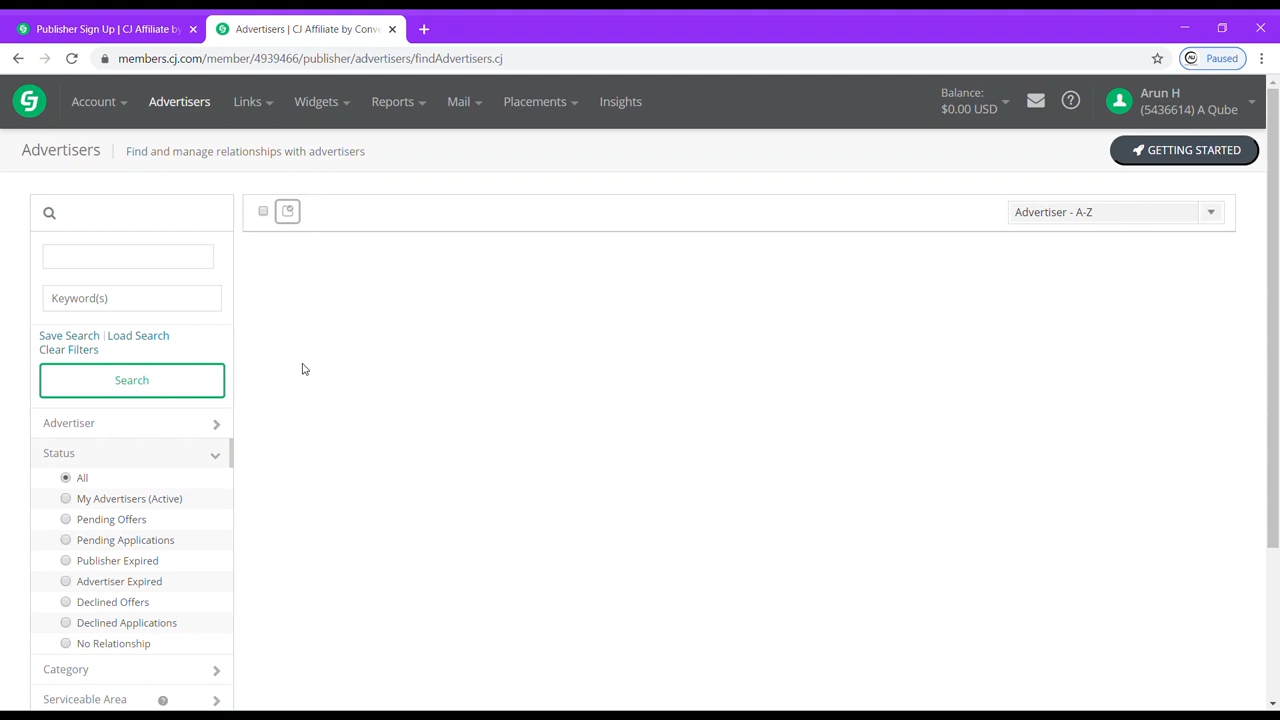 Publisher Sign Up | CJ Affiliate by
Advertisers | CJ Affiliate by Conve
members.cj.com/member/4939466/publisher/advertisers/findAdvertisers.cj
Paused
Account
Advertisers
Links
Widgets
Reports
Mail
Placements
Insights
Balance:
$0.00 USD
Arun H
(5436614) A Qube
Advertisers
Find and manage relationships with advertisers
GETTING STARTED
Advertiser - A-Z
Keyword(s)
Save Search | Load Search
Clear Filters
Search
Advertiser
Status
All
My Advertisers (Active)
Pending Offers
Pending Applications
Publisher Expired
Advertiser Expired
Declined Offers
Declined Applications
No Relationship
Category
Serviceable Area